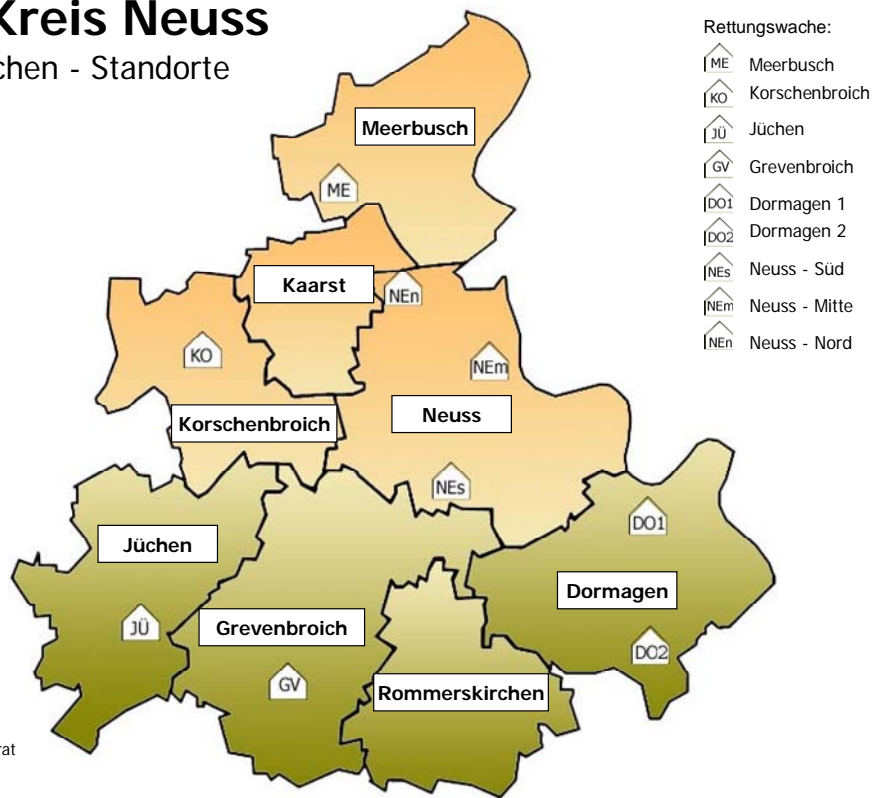 Kreis Neuss
chen - Standorte
Rettungswache:
ME Meerbusch
KO Korschenbroich
JÜ Jüchen
GV Grevenbroich
DO1 Dormagen 1
DO2 Dormagen 2
NEs Neuss - Süd
NEm Neuss - Mitte
NEn Neuss - Nord
Meerbusch
ME
Kaarst
NEn
KO
NEm
Korschenbroich
Neuss
NEs
DO1
Jüchen
Dormagen
JÜ
Grevenbroich
DO2
GV
Rommerskirchen
rat